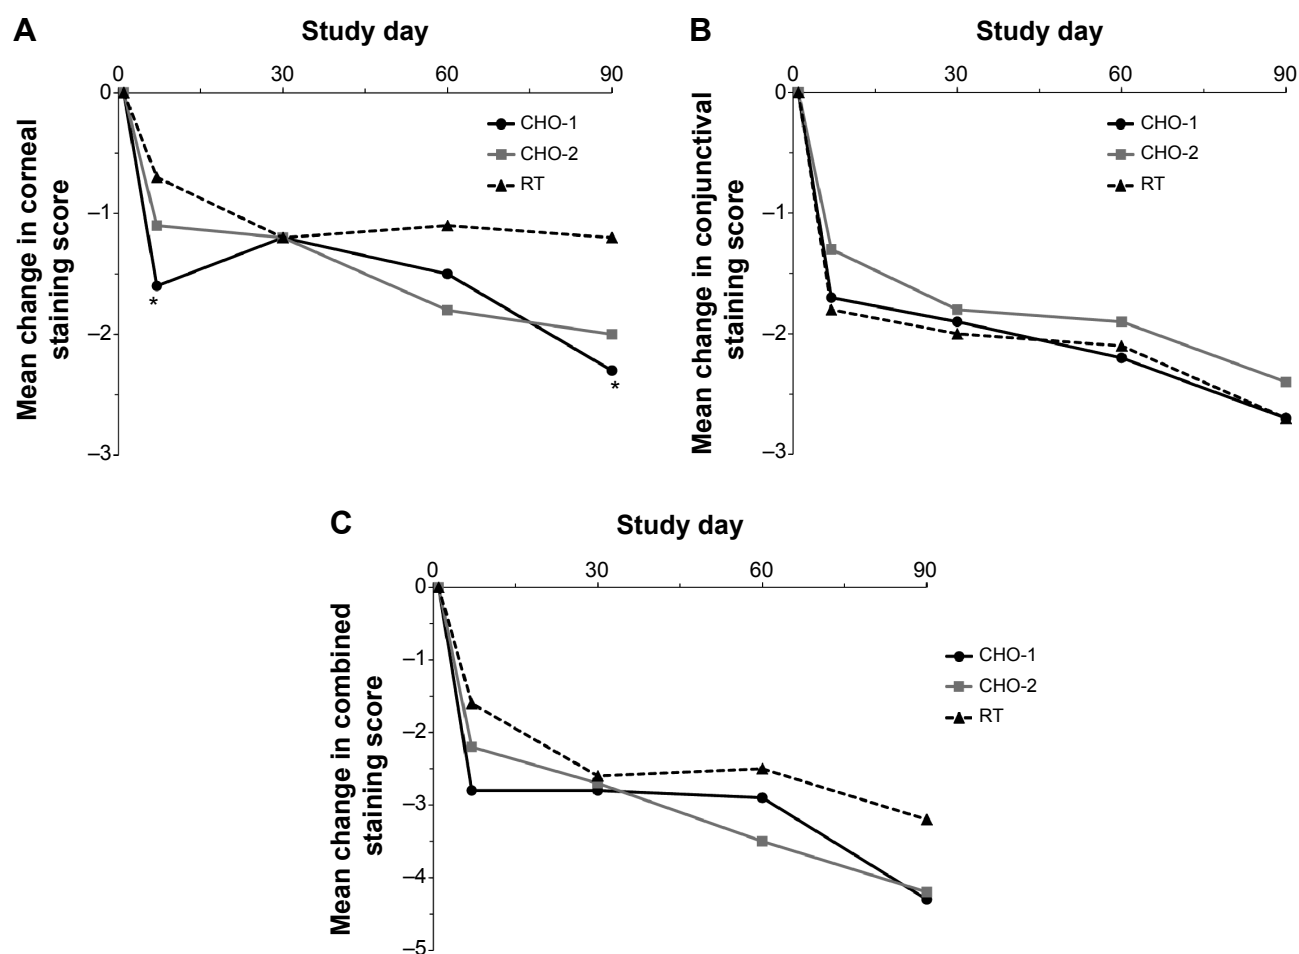 A
Study day
0 30 60 90
0
–1
–2
–3
Mean change in corneal
staining score
CHO-1
CHO-2
RT
*
*
B
Study day
0 30 60 90
0
–1
–2
–3
Mean change in conjunctival
staining score
CHO-1
CHO-2
RT
C
Study day
0 30 60 90
0
–1
–2
–3
–4
–5
Mean change in combined
staining score
CHO-1
CHO-2
RT